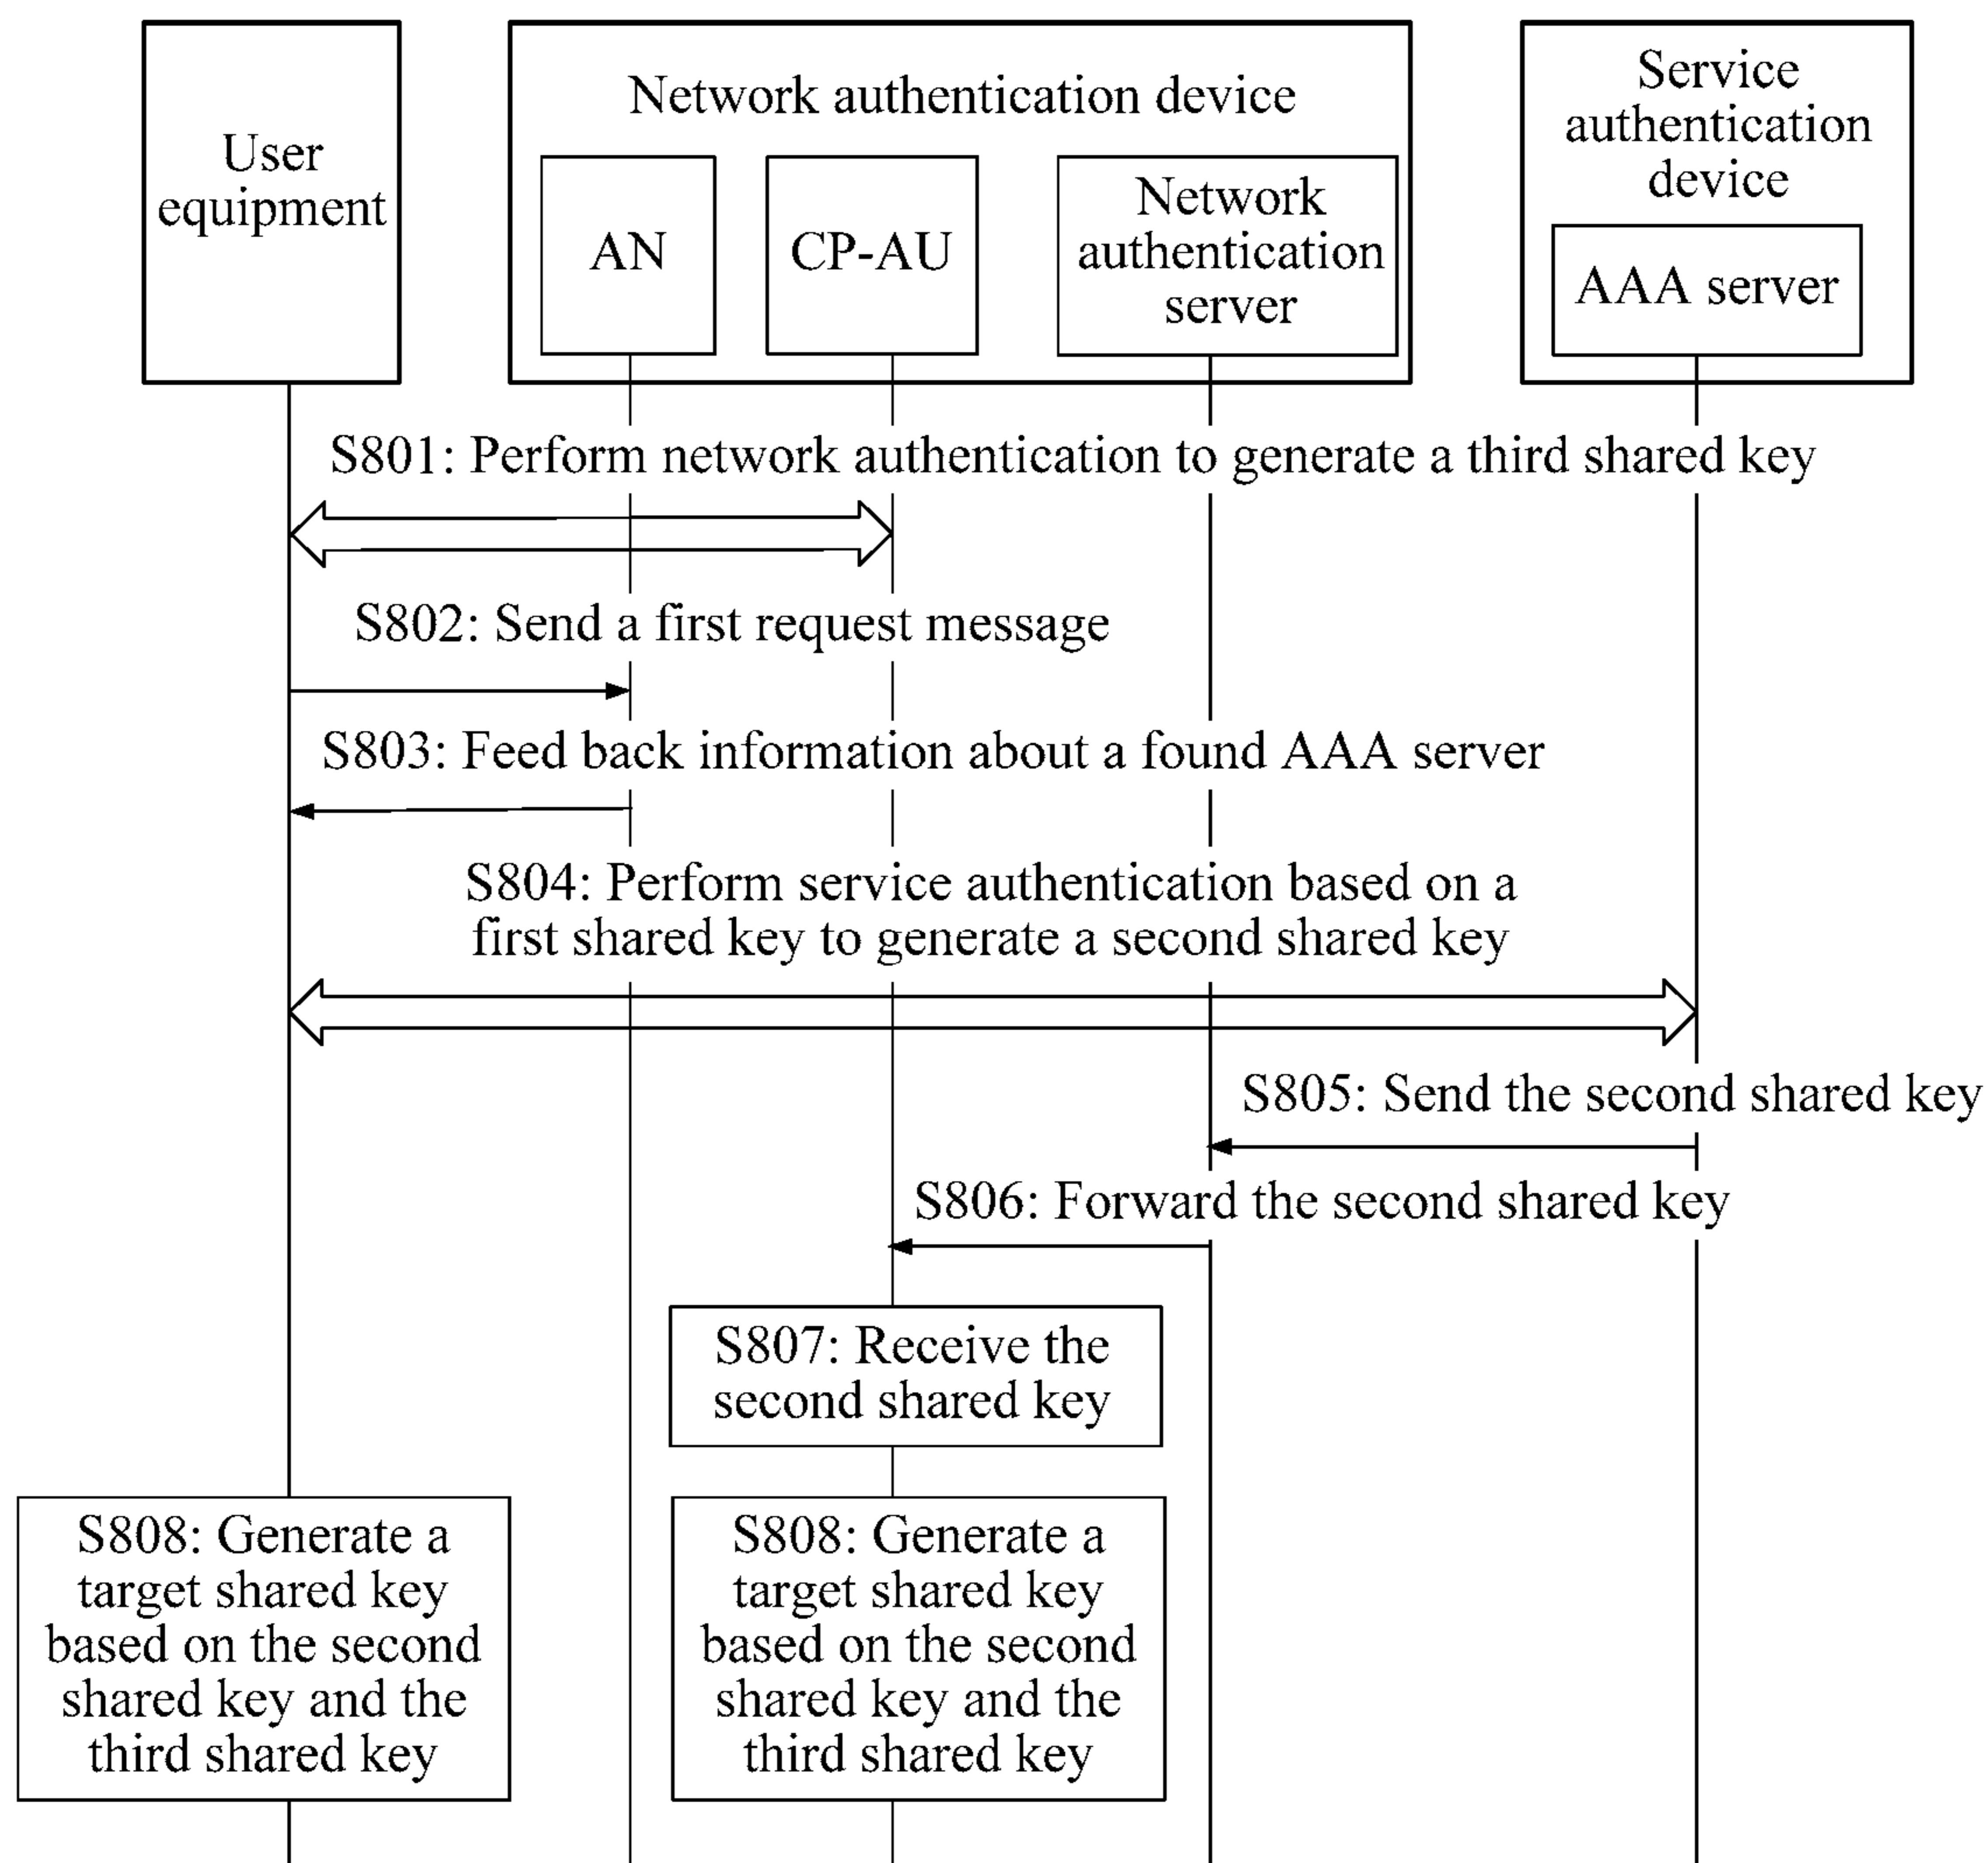 User
equipment
Network authentication device
AN
CP-AU
Network
authentication
server
Service
authentication
device
AAA server
S801: Perform network authentication to generate a third shared key
S802: Send a first request message
S803: Feed back information about a found AAA server
S804: Perform service authentication based on a
first shared key to generate a second shared key
S805: Send the second shared key
S806: Forward the second shared key
S807: Receive the
second shared key
S808: Generate a
target shared key
based on the second
shared key and the
third shared key
S808: Generate a
target shared key
based on the second
shared key and the
third shared key